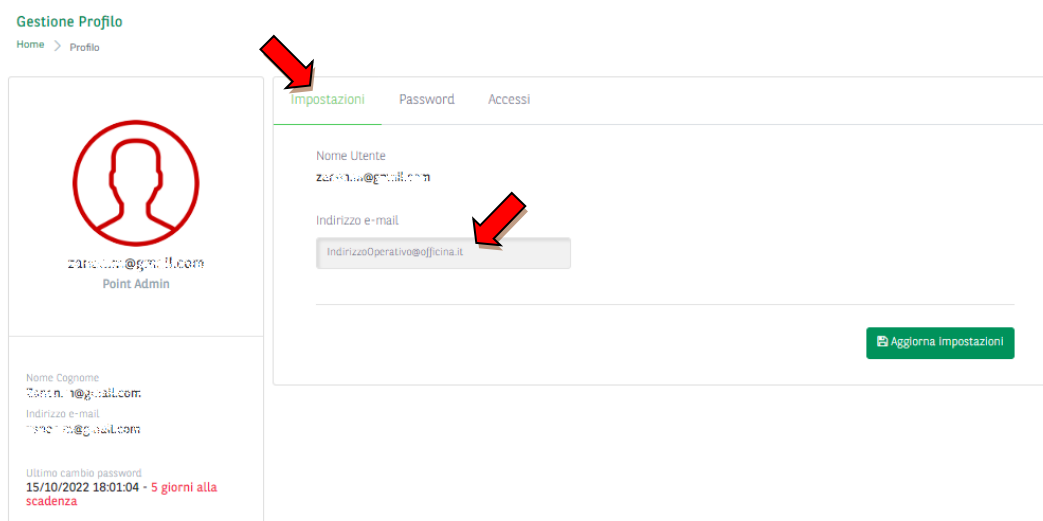 Gestione Profilo
Home > Profilo
Point Admin
Nome Cognome
Indirizzo e-mail
Ultimo cambio password
15/10/2022 18:01:04 - 5 giorni alla
scadenza
Impostazioni Password Accessi
Nome Utente
Indirizzo e-mail
IndirizzoOperativo@officina.it
Aggiorna impostazioni